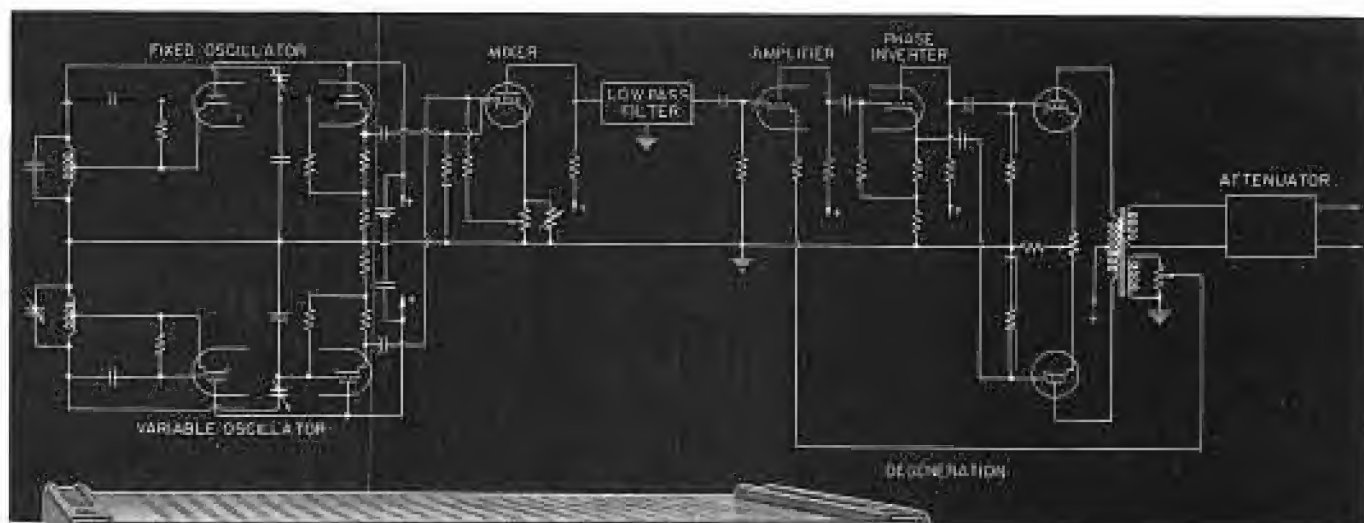 FIXED OSCILLATOR
MIXER
LOW PASS
FILTER
AMPLIFIER
PHASE
INVERTER
ATTENUATOR
VARIABLE OSCILLATOR
DEGENERATION